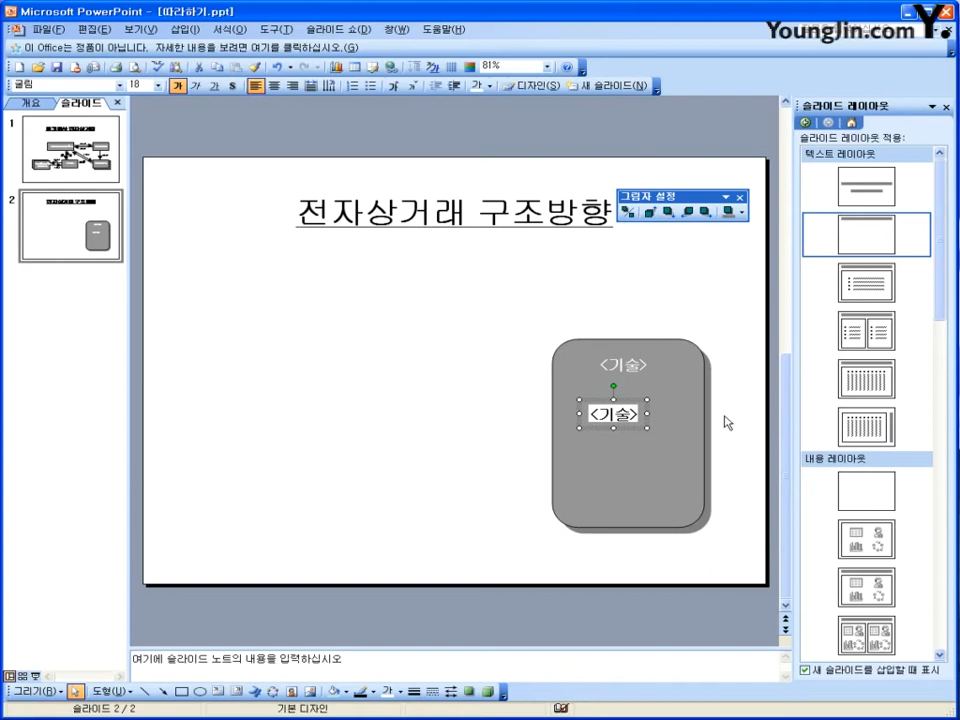 Microsoft PowerPoint - [따라하기.ppt]
파일(F) 편집(E) 보기(V) 삽입(I) 서식(O) 도구(T) 슬라이드 쇼(D) 창(W) 도움말(H)
Youngjin.com Y.
이 Office는 정품이 아닙니다. 자세한 내용을 보려면 여기를 클릭하십시오.(G)
81%
굴림 18 가 가 가 S 가 디자인(S) 새 슬라이드(N)
개요 슬라이드
슬라이드 레이아웃
슬라이드 레이아웃 적용:
텍스트 레이아웃
1
2
전자상거래 구조방향
그림자 설정
<기술>
<기술>
내용 레이아웃
여기에 슬라이드 노트의 내용을 입력하십시오
새 슬라이드를 삽입할 때 표시
그리기(R) 도형(U) 가
슬라이드 2 / 2 기본 디자인